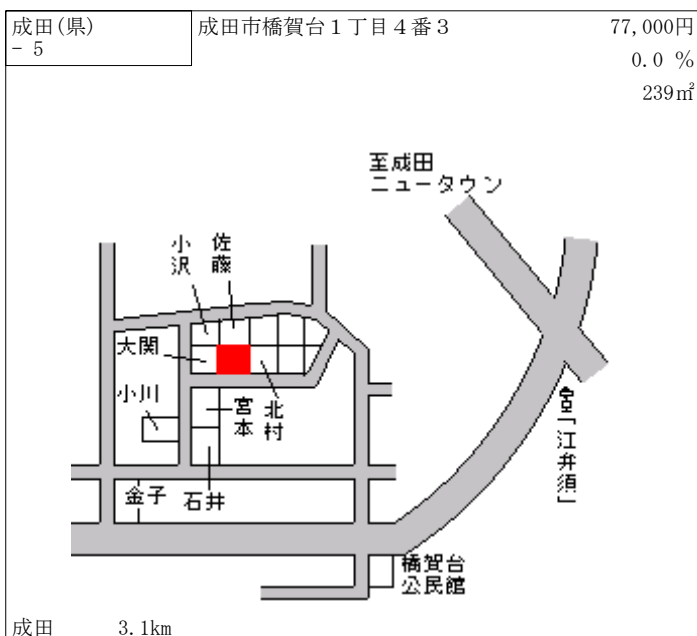 成田(県)
- 5
成田市橋賀台１丁目４番３
77,000円
0.0 %
239㎡
至成田
ニュータウン
小沢
佐藤
大関
小川
宮本
北村
「江弁須」
金子
石井
橋賀台
公民館
成田 3.1km